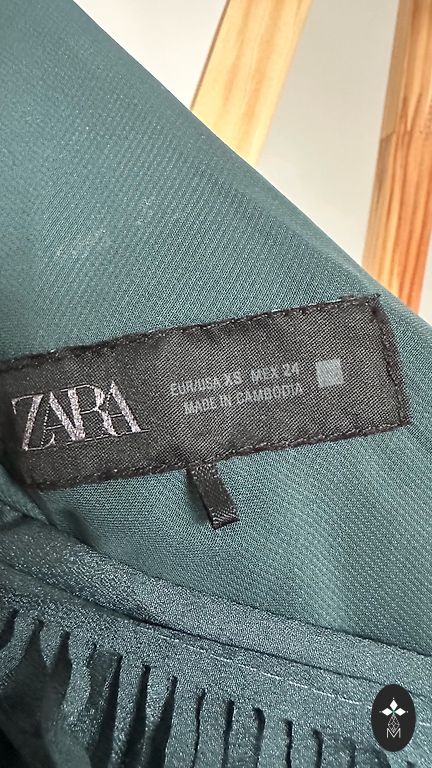 ZARA
EUR/USA XS MEX 24
MADE IN CAMBODIA
M